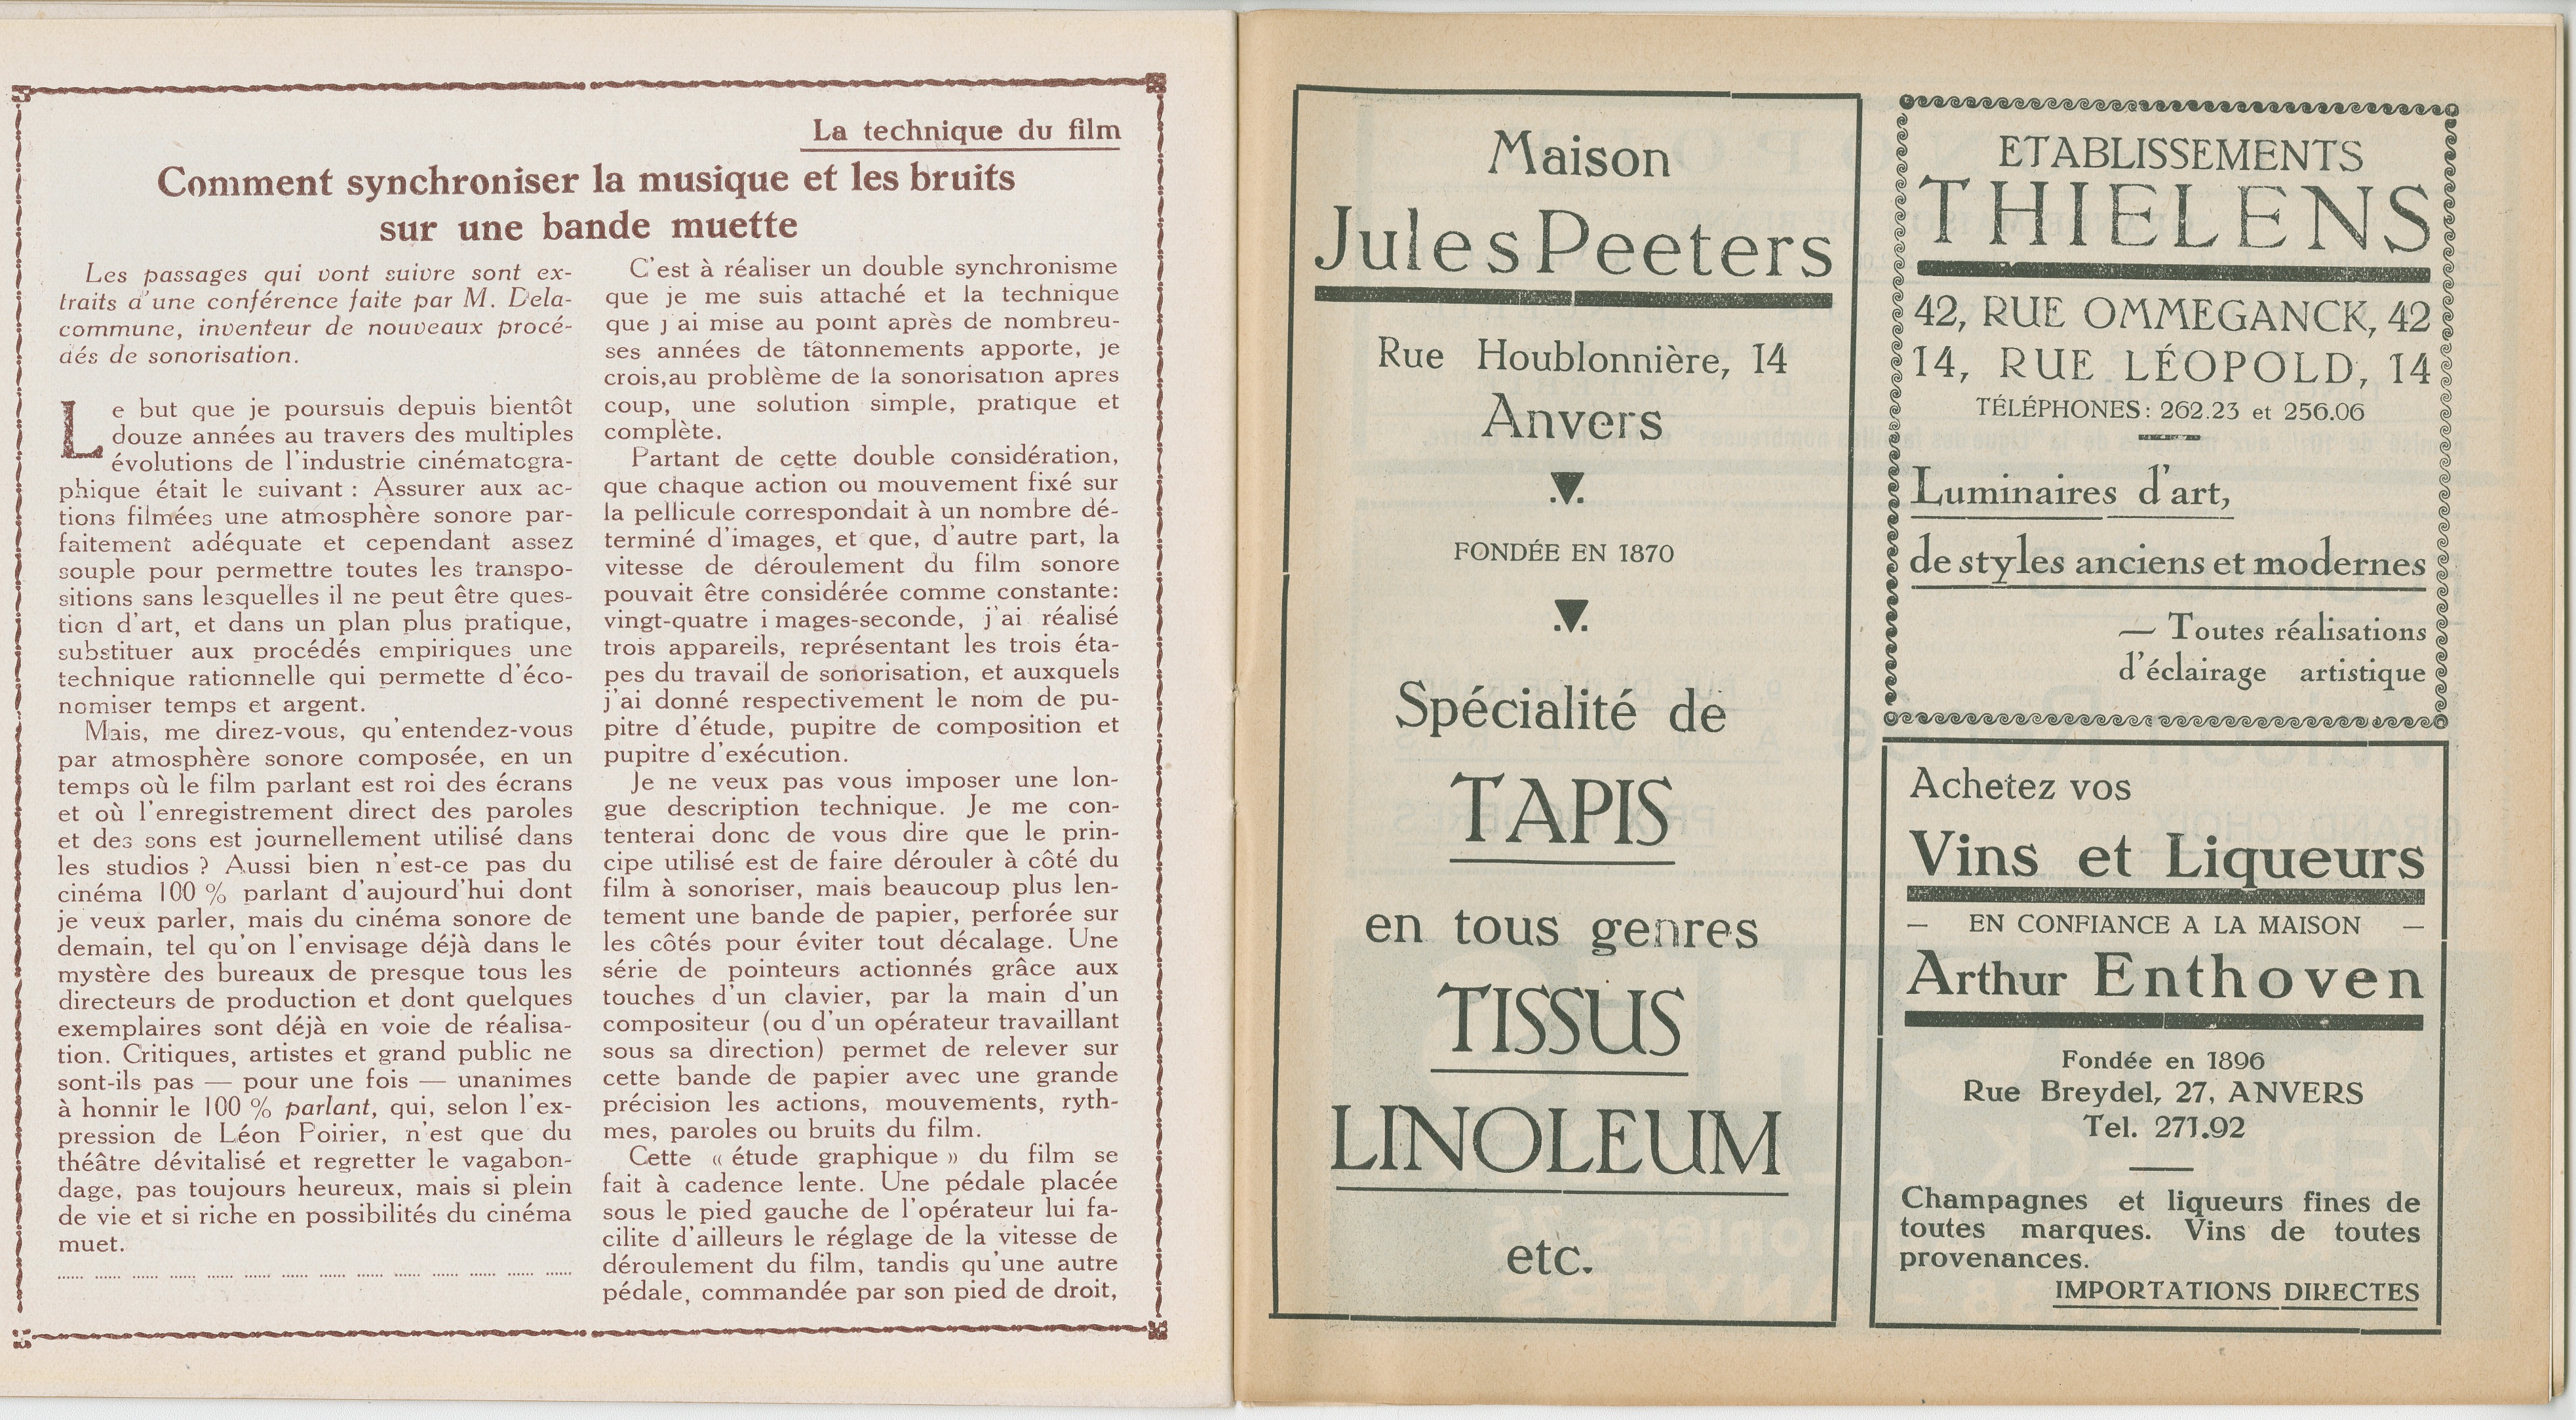 La technique du film
Comment synchroniser la musique et les bruits
sur une bande muette
Les passages qui vont suivre sont ex-
traits d'une conférence faite par M. Dela-
commune, inventeur de nouveaux procé-
dés de sonorisation.
Le but que je poursuis depuis bientôt
douze années au travers des multiples
évolutions de l'industrie cinématogra-
phique était le suivant : Assurer aux ac-
tions filmées une atmosphère sonore par-
faitement adéquate et cependant assez
souple pour permettre toutes les transpo-
sitions sans lesquelles il ne peut être ques-
tion d'art, et dans un plan plus pratique,
substituer aux procédés empiriques une
technique rationnelle qui permette d'éco-
nomiser temps et argent.
Mais, me direz-vous, qu'entendez-vous
par atmosphère sonore composée, en un
temps où le film parlant est roi des écrans
et où l'enregistrement direct des paroles
et des sons est journellement utilisé dans
les studios ? Aussi bien n'est-ce pas du
cinéma 100 % parlant d'aujourd'hui dont
je veux parler, mais du cinéma sonore de
demain, tel qu'on l'envisage déjà dans le
mystère des bureaux de presque tous les
directeurs de production et dont quelques
exemplaires sont déjà en voie de réalisa-
tion. Critiques, artistes et grand public ne
sont-ils pas — pour une fois — unanimes
à honnir le 100 % parlant, qui, selon l'ex-
pression de Léon Poirier, n'est que du
théâtre dévitalisé et regretter le vagabon-
dage, pas toujours heureux, mais si plein
de vie et si riche en possibilités du cinéma
muet.
...... ...... ...... ...... ...... ...... ...... ...... ...... ...... ...... ...... ...... ......
C'est à réaliser un double synchronisme
que je me suis attaché et la technique
que j ai mise au point après de nombreu-
ses années de tâtonnements apporte, je
crois,au problème de la sonorisation apres
coup, une solution simple, pratique et
complète.
Partant de cette double considération,
que chaque action ou mouvement fixé sur
la pellicule correspondait à un nombre dé-
terminé d'images, et que, d'autre part, la
vitesse de déroulement du film sonore
pouvait être considérée comme constante:
vingt-quatre i mages-seconde, j'ai réalisé
trois appareils, représentant les trois éta-
pes du travail de sonorisation, et auxquels
j'ai donné respectivement le nom de pu-
pitre d'étude, pupitre de composition et
pupitre d'exécution.
Je ne veux pas vous imposer une lon-
gue description technique. Je me con-
tenterai donc de vous dire que le prin-
cipe utilisé est de faire dérouler à côté du
film à sonoriser, mais beaucoup plus len-
tement une bande de papier, perforée sur
les côtés pour éviter tout décalage. Une
série de pointeurs actionnés grâce aux
touches d'un clavier, par la main d'un
compositeur (ou d'un opérateur travaillant
sous sa direction) permet de relever sur
cette bande de papier avec une grande
précision les actions, mouvements, ryth-
mes, paroles ou bruits du film.
Cette « étude graphique » du film se
fait à cadence lente. Une pédale placée
sous le pied gauche de l'opérateur lui fa-
cilite d'ailleurs le réglage de la vitesse de
déroulement du film, tandis qu'une autre
pédale, commandée par son pied de droit,
Maison
Jules Peeters
Rue Houblonnière, 14
Anvers
FONDÉE EN 1870
Spécialité de
TAPIS
en tous genres
TISSUS
LINOLEUM
etc.
ETABLISSEMENTS
THIELENS
42, RUE OMMEGANCK, 42
14, RUE LÉOPOLD, 14
TÉLÉPHONES: 262.23 et 256.06
Luminaires d'art,
de styles anciens et modernes
— Toutes réalisations
d'éclairage artistique
Achetez vos
Vins et Liqueurs
— EN CONFIANCE A LA MAISON —
Arthur Enthoven
Fondée en 1896
Rue Breydel, 27, ANVERS
Tel. 271.92
Champagnes et liqueurs fines de
toutes marques. Vins de toutes
provenances.
IMPORTATIONS DIRECTES